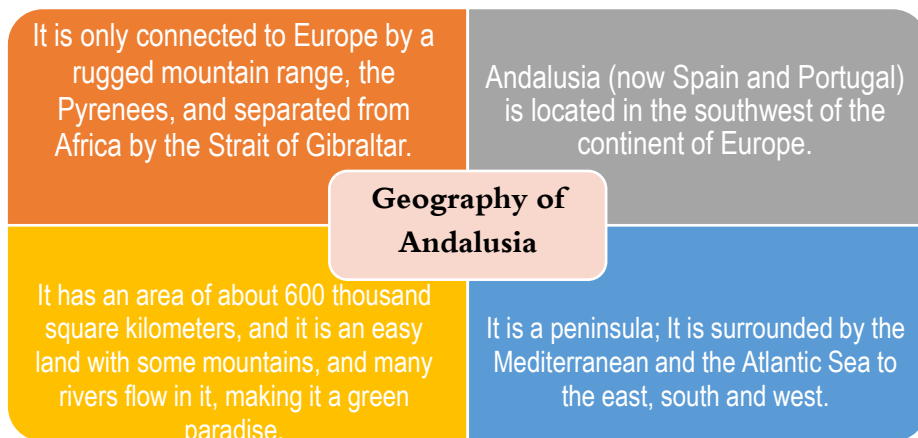 It is only connected to Europe by a
rugged mountain range, the
Pyrenees, and separated from
Africa by the Strait of Gibraltar.
Andalusia (now Spain and Portugal)
is located in the southwest of the
continent of Europe.
Geography of
Andalusia
It has an area of about 600 thousand
square kilometers, and it is an easy
land with some mountains, and many
rivers flow in it, making it a green
paradise.
It is a peninsula; It is surrounded by the
Mediterranean and the Atlantic Sea to
the east, south and west.